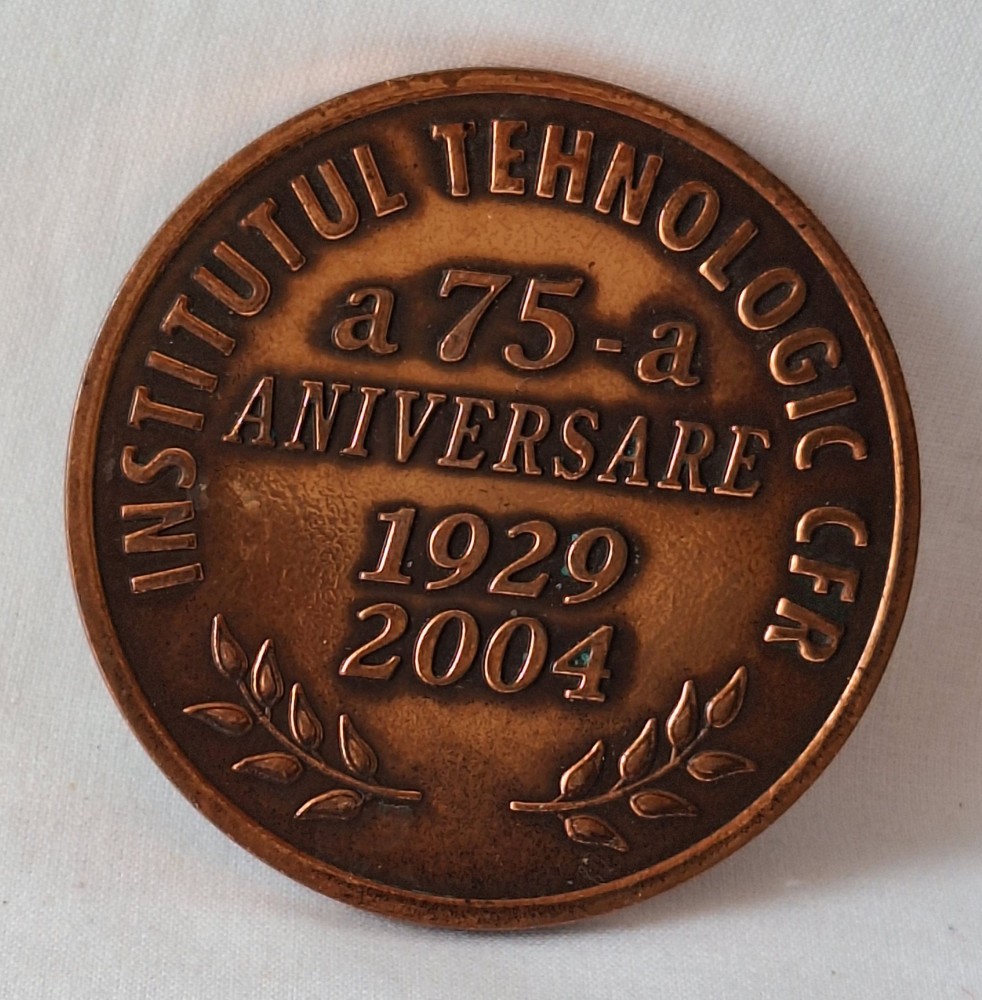 INSTITUTUL TEHNOLOGIC CFR
a 75-a
ANIVERSARE
1929
2004